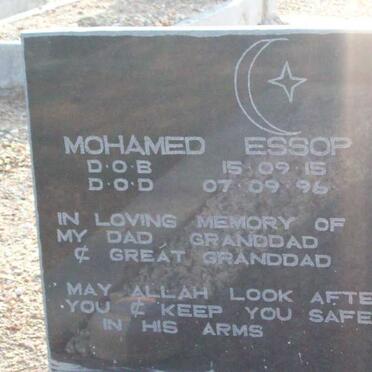 MOHAMED ESSOP
D.O.B 15.09.15
D.O.D 07.09.96
IN LOVING MEMORY OF
MY DAD GRANDDAD
& GREAT GRANDDAD
MAY ALLAH LOOK AFTE
YOU & KEEP YOU SAFE
IN HIS ARMS